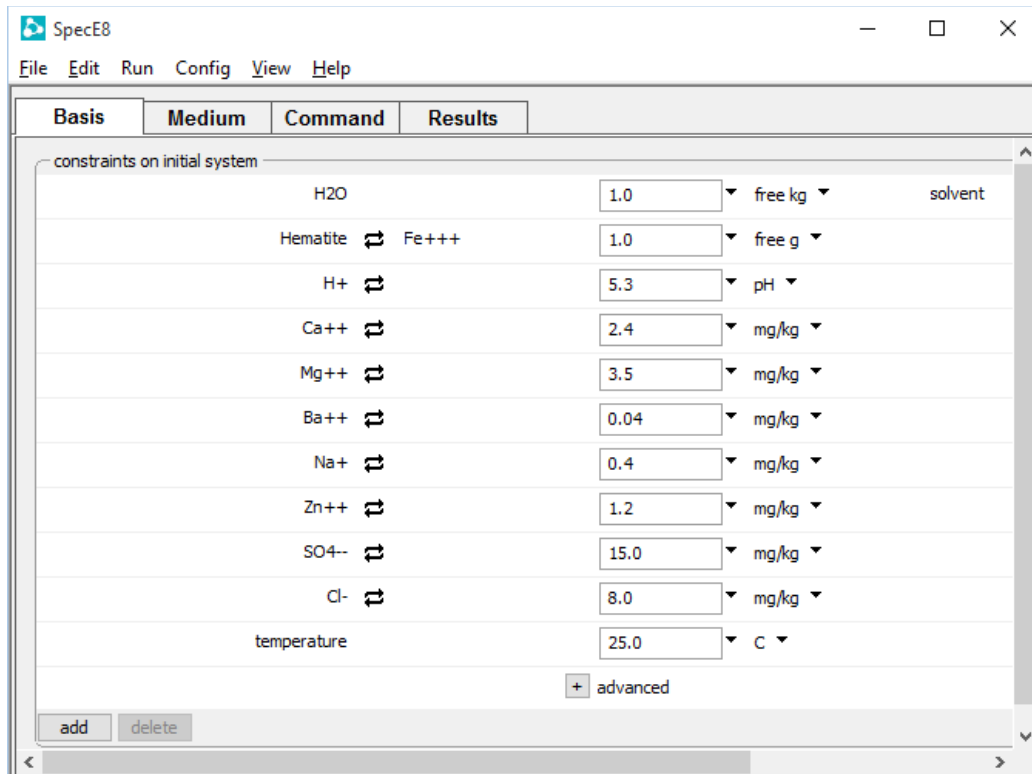 SpecE8
File Edit Run Config View Help
Basis Medium Command Results
constraints on initial system
H2O 1.0 free kg solvent
Hematite Fe+++ 1.0 free g
H+ 5.3 pH
Ca++ 2.4 mg/kg
Mg++ 3.5 mg/kg
Ba++ 0.04 mg/kg
Na+ 0.4 mg/kg
Zn++ 1.2 mg/kg
SO4-- 15.0 mg/kg
Cl- 8.0 mg/kg
temperature 25.0 C
+ advanced
add delete